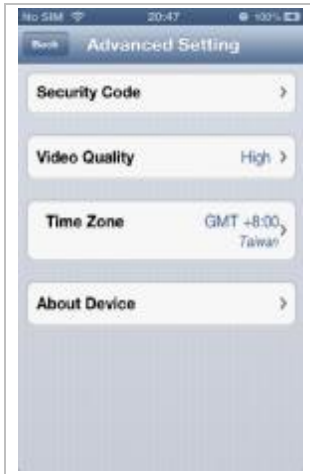 No SIM 20:47 100%
Back Advanced Setting
Security Code
Video Quality High
Time Zone GMT +8:00
Taiwan
About Device